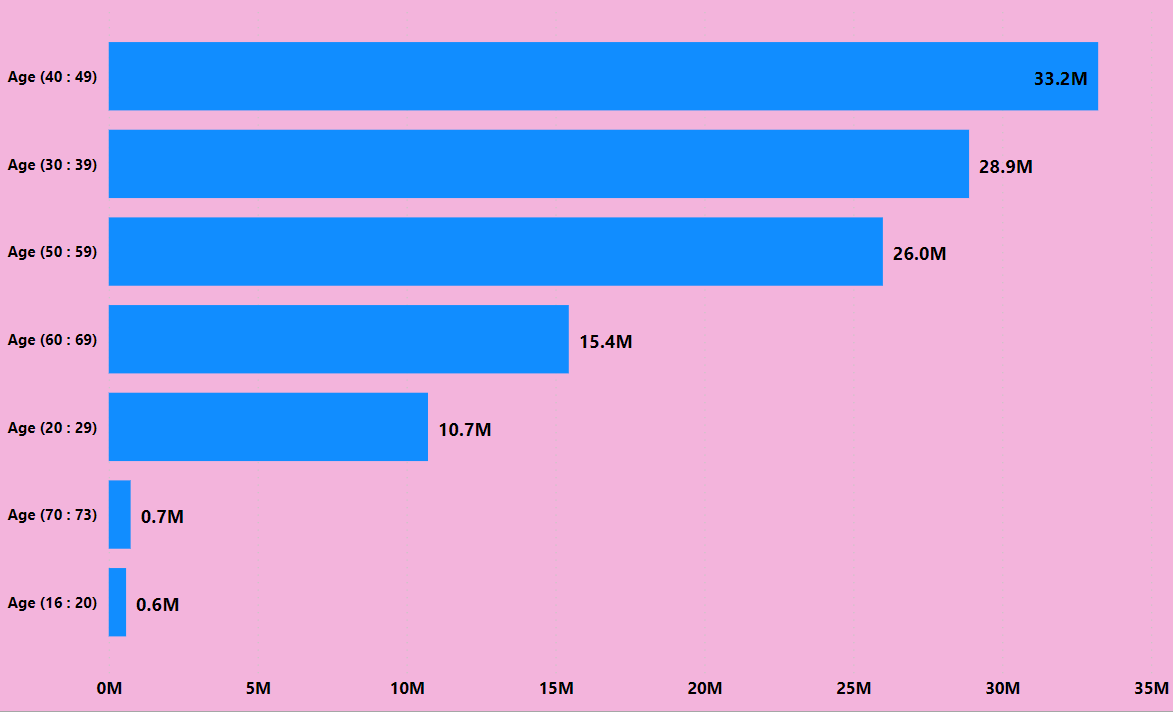 Age (40 : 49) 33.2M
Age (30 : 39) 28.9M
Age (50 : 59) 26.0M
Age (60 : 69) 15.4M
Age (20 : 29) 10.7M
Age (70 : 73) 0.7M
Age (16 : 20) 0.6M
0M 5M 10M 15M 20M 25M 30M 35M